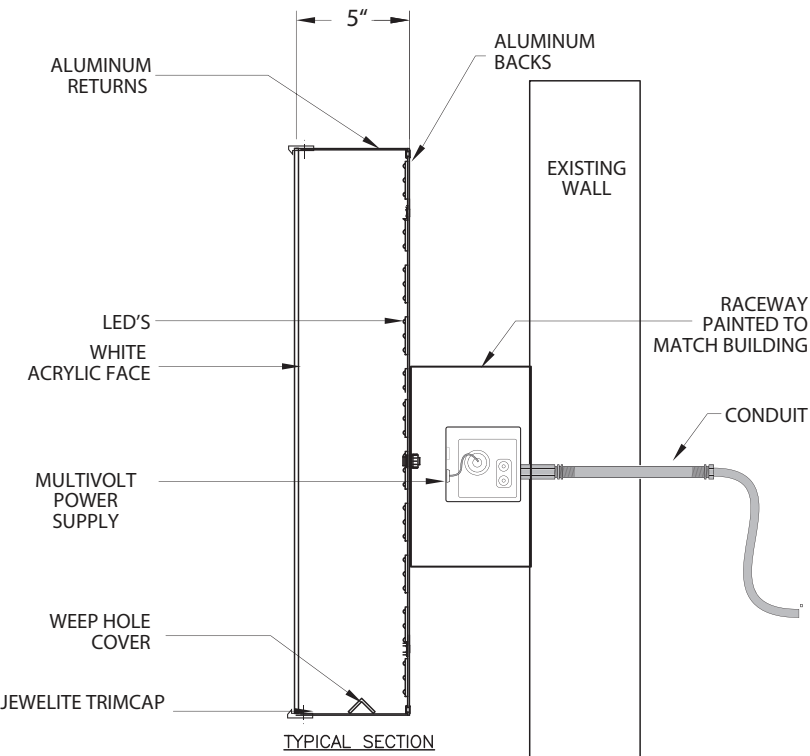 5“
ALUMINUM
BACKS
ALUMINUM
RETURNS
EXISTING
WALL
RACEWAY
PAINTED TO
MATCH BUILDING
LED'S
WHITE
ACRYLIC FACE
CONDUIT
MULTIVOLT
POWER
SUPPLY
WEEP HOLE
COVER
JEWELITE TRIMCAP
TYPICAL SECTION